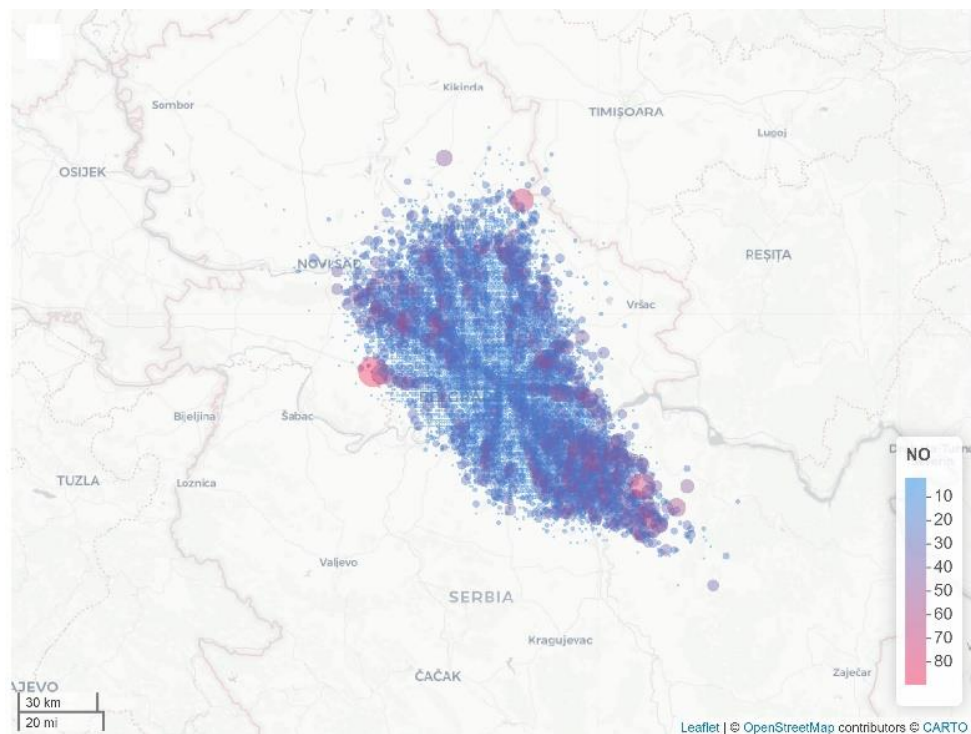 Kikinda
Sombor
TIMIȘOARA
Lugoj
OSIJEK
REȘIȚA
NOVI SAD
Vršac
Bijeljina
Šabac
NO
10
20
30
40
50
60
70
80
TUZLA
Loznica
Valjevo
SERBIA
Kragujevac
ČAČAK
Zaječar
AJEVO
30 km
20 mi
Leaflet | © OpenStreetMap contributors © CARTO